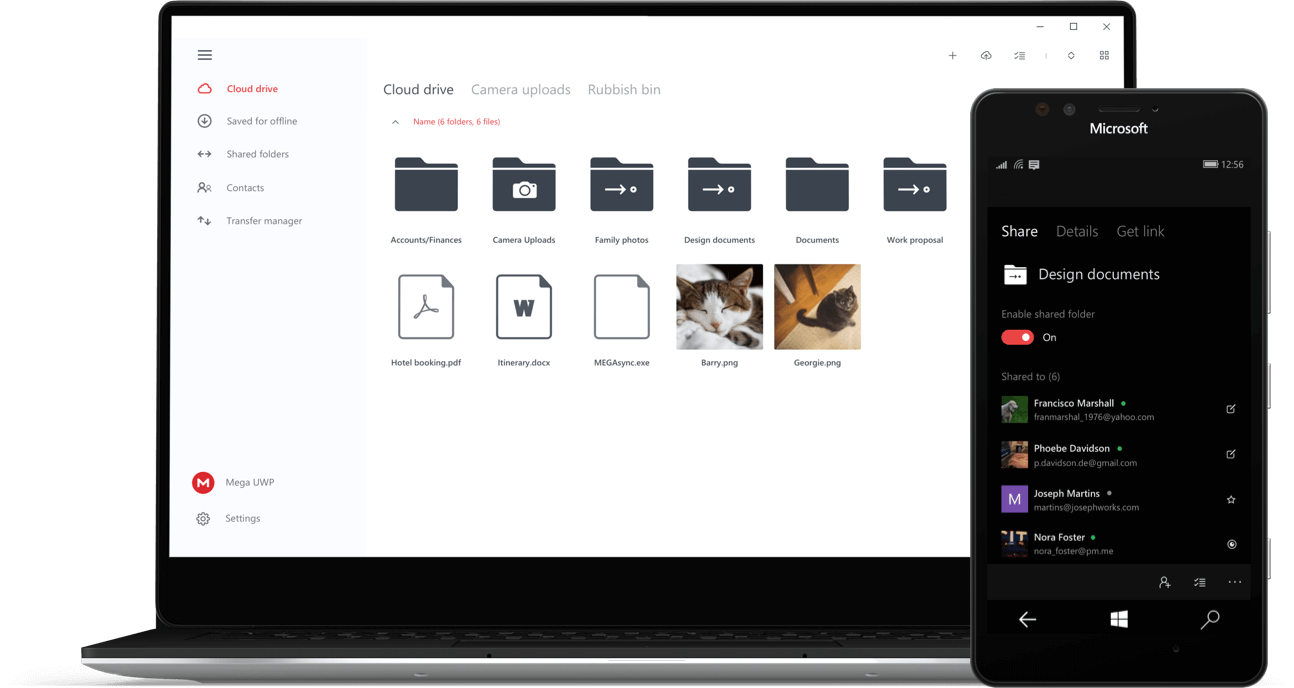 Cloud drive
Saved for offline
Shared folders
Contacts
Transfer manager
Mega UWP
Settings
Cloud drive Camera uploads Rubbish bin
Name (6 folders, 6 files)
Accounts/Finances Camera Uploads Family photos Design documents Documents Work proposal
W
Hotel booking.pdf Itinerary.docx MEGAsync.exe Barry.png Georgie.png
Microsoft
12:56
Share Details Get link
Design documents
Enable shared folder
On
Shared to (6)
Francisco Marshall
franmarshal_1976@yahoo.com
Phoebe Davidson
p.davidson.de@gmail.com
M
Joseph Martins
martins@josephworks.com
Nora Foster
nora_foster@pm.me